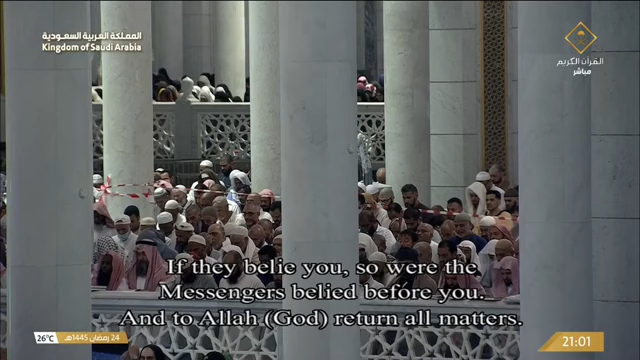 المملكة العربية السعودية
Kingdom of Saudi Arabia
القرآن الكريم
مباشر
If they belie you, so were the
Messengers belied before you.
And to Allah (God) return all matters.
26°C
24 رمضان 1445هـ
21:01